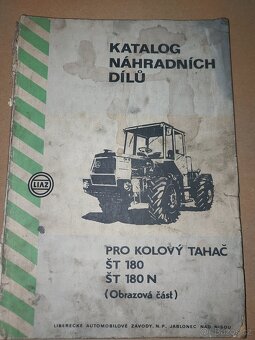 KATALOG
NÁHRADNÍCH
DÍLŮ
LIAZ
PRO KOLOVÝ TAHAČ
ŠT 180
ŠT 180 N
(Obrazová část)
LIBERECKÉ AUTOMOBILOVÉ ZÁVODY, N. P., JABLONEC NAD NISOU